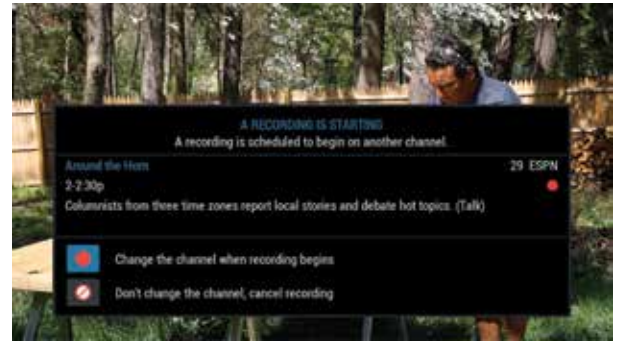 A RECORDING IS STARTING
A recording is scheduled to begin on another channel.
Around the Horn 29 ESPN
2-2:30p
Columnists from three time zones report local stories and debate hot topics. (Talk)
Change the channel when recording begins
Don't change the channel, cancel recording